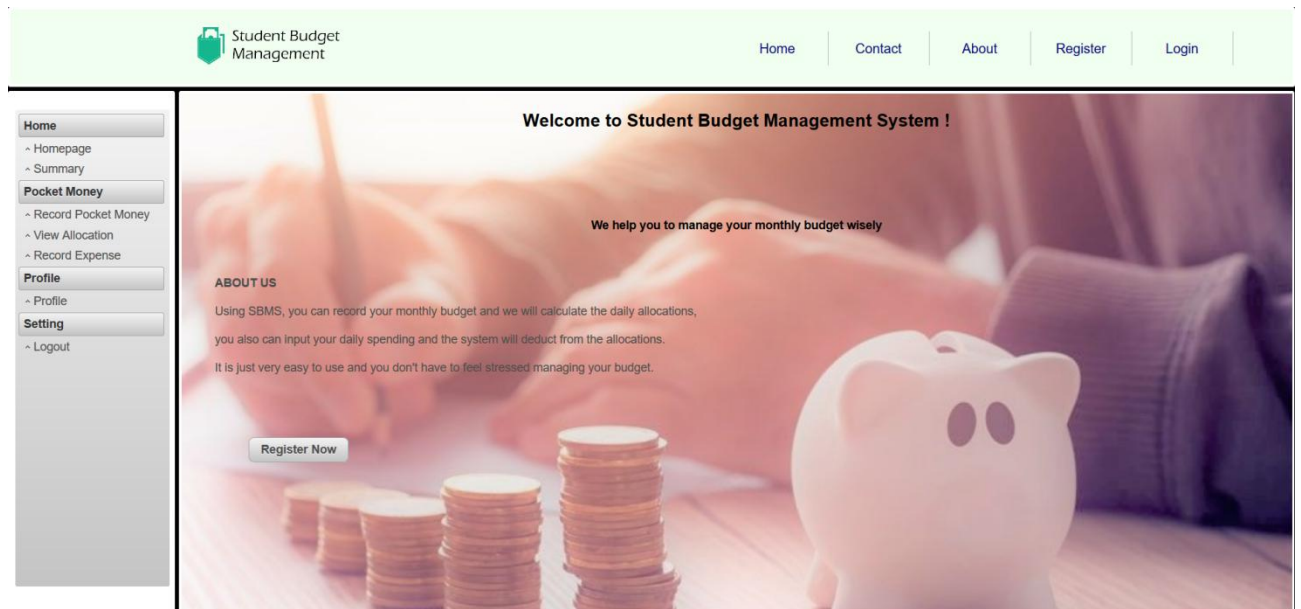 Student Budget
Management
Home
Contact
About
Register
Login
Home
^ Homepage
^ Summary
Pocket Money
^ Record Pocket Money
^ View Allocation
^ Record Expense
Profile
^ Profile
Setting
^ Logout
Welcome to Student Budget Management System !
We help you to manage your monthly budget wisely
ABOUT US
Using SBMS, you can record your monthly budget and we will calculate the daily allocations,
you also can input your daily spending and the system will deduct from the allocations.
It is just very easy to use and you don't have to feel stressed managing your budget.
Register Now